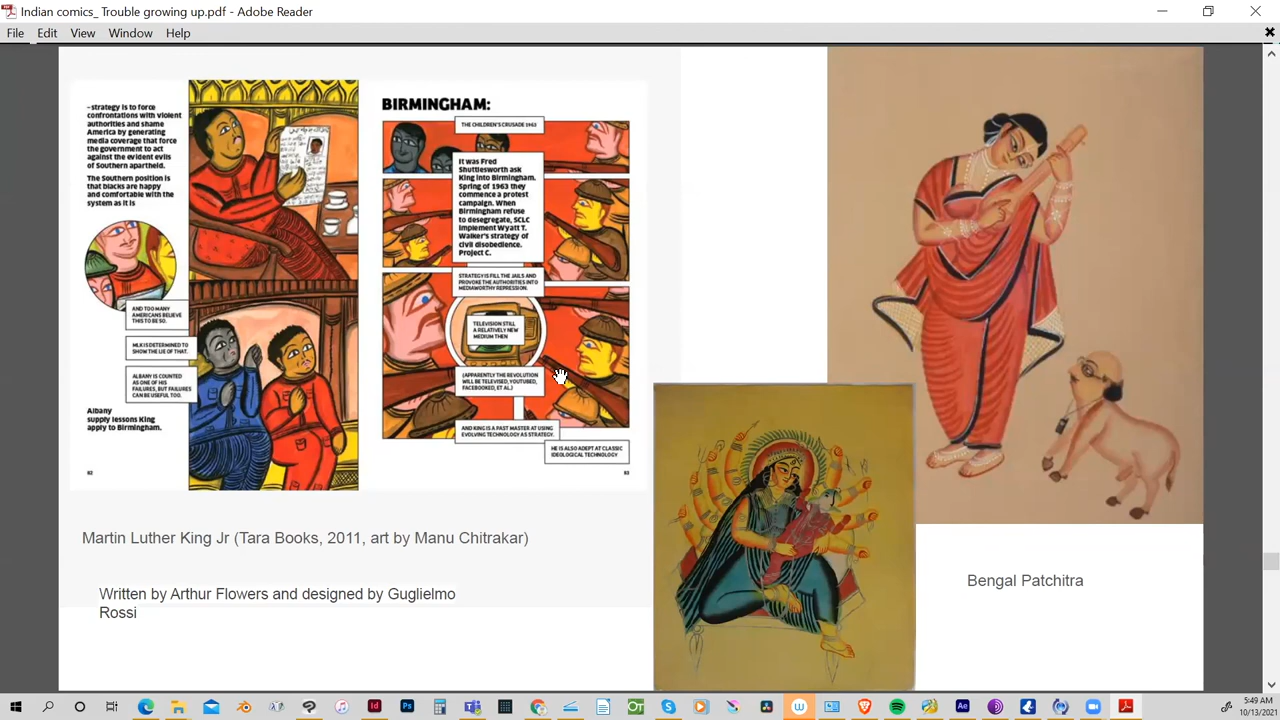 Indian comics_ Trouble growing up.pdf - Adobe Reader
File Edit View Window Help
- strategy is to force
confrontations with violent
authorities and shame
America by generating
media coverage that force
the government to act
against the evident evils
of Southern apartheid.
The Southern position is
that blacks are happy
and comfortable with the
system as it is
AND TOO MANY
AMERICANS BELIEVE
THIS TO BE SO.
MLK IS DETERMINED TO
SHOW THE LIE OF THAT.
ALBANY IS COUNTED
AS ONE OF HIS
FAILURES, BUT FAILURES
CAN BE USEFUL TOO.
Albany
supply lessons King
apply to Birmingham.
82
BIRMINGHAM:
THE CHILDREN'S CRUSADE 1963
It was Fred
Shuttlesworth ask
King into Birmingham.
Spring of 1963 they
commence a protest
campaign. When
Birmingham refuse
to desegregate, SCLC
implement Wyatt T.
Walker's strategy of
civil disobedience.
Project C.
STRATEGY IS FILL THE JAILS AND
PROVOKE THE AUTHORITIES INTO
MEDIAWORTHY REPRESSION.
TELEVISION STILL
A RELATIVELY NEW
MEDIUM THEN
(APPARENTLY THE REVOLUTION
WILL BE TELEVISED, YOUTUBED,
FACEBOOKED, ET AL.)
AND KING IS A PAST MASTER AT USING
EVOLVING TECHNOLOGY AS STRATEGY.
HE IS ALSO ADEPT AT CLASSIC
IDEOLOGICAL TECHNOLOGY
83
Martin Luther King Jr (Tara Books, 2011, art by Manu Chitrakar)
Written by Arthur Flowers and designed by Guglielmo
Rossi
Bengal Patchitra
5:49 AM
10/13/2021